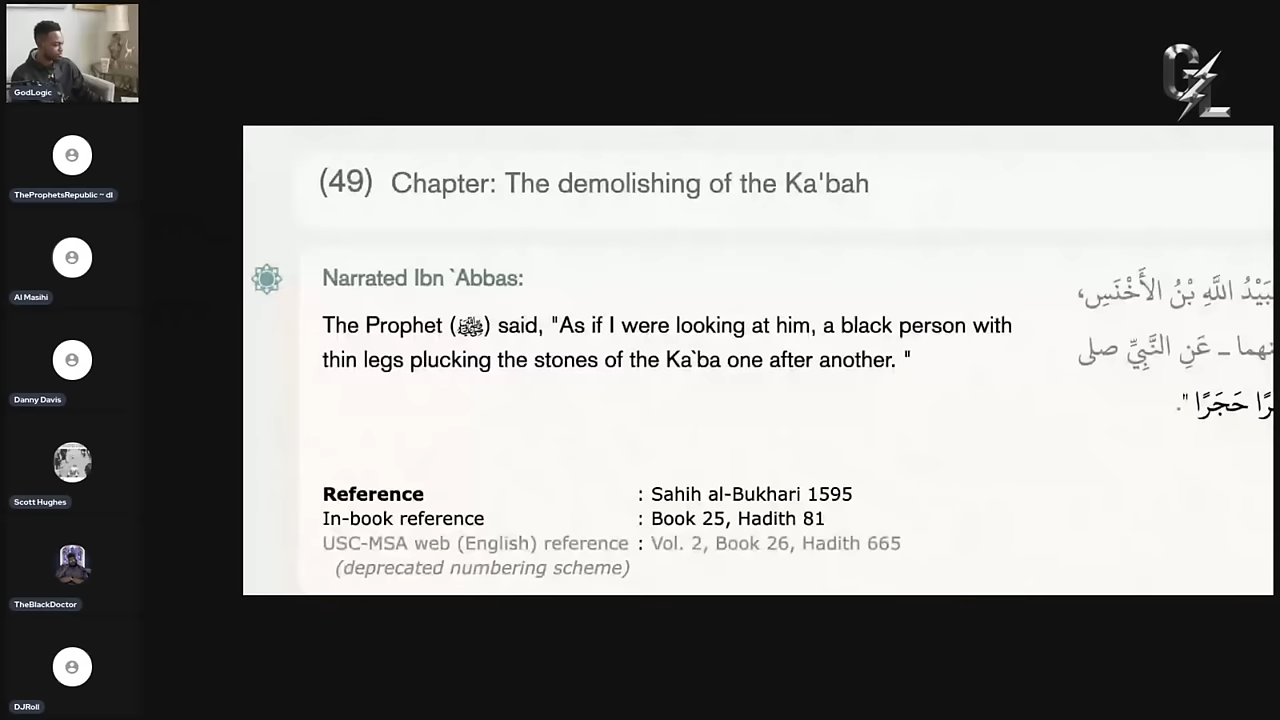 GodLogic
TheProphetsRepublic ~ dl
Al Masihi
Danny Davis
Scott Hughes
TheBlackDoctor
DJRoll
GL
(49) Chapter: The demolishing of the Ka'bah
Narrated Ibn `Abbas:
The Prophet (ﷺ) said, "As if I were looking at him, a black person with
thin legs plucking the stones of the Ka`ba one after another. "
بَيْدُ اللَّهِ بْنُ الأَخْنَسِ،
نهما ـ عَنِ النَّبِيِّ صلى
رًا حَجَرًا ".
Reference : Sahih al-Bukhari 1595
In-book reference : Book 25, Hadith 81
USC-MSA web (English) reference : Vol. 2, Book 26, Hadith 665
(deprecated numbering scheme)